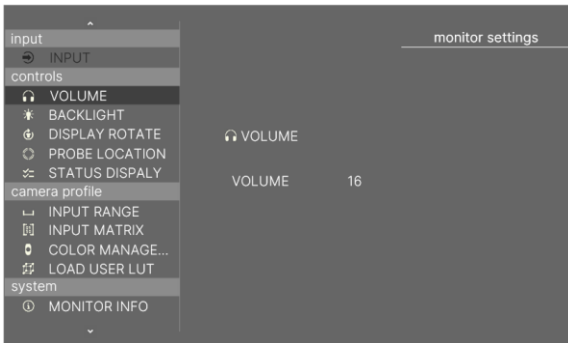 input
monitor settings
INPUT
controls
VOLUME
BACKLIGHT
DISPLAY ROTATE
VOLUME
PROBE LOCATION
STATUS DISPALY
VOLUME 16
camera profile
INPUT RANGE
INPUT MATRIX
COLOR MANAGE...
LOAD USER LUT
system
MONITOR INFO